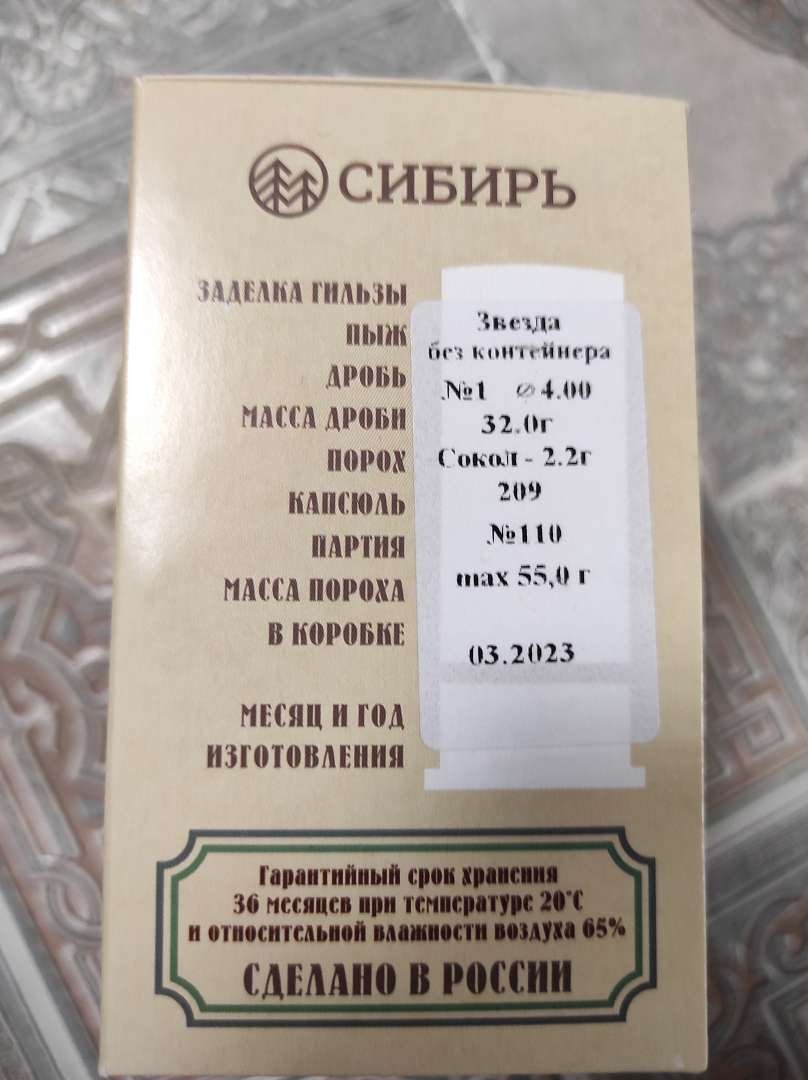 СИБИРЬ
ЗАДЕЛКА ГИЛЬЗЫ
Звезда
ПЫЖ
без контейнера
ДРОБЬ
№1 ⌀4.00
МАССА ДРОБИ
32.0г
ПОРОХ
Сокол - 2.2г
КАПСЮЛЬ
209
ПАРТИЯ
№110
МАССА ПОРОХА
В КОРОБКЕ
max 55,0 г
МЕСЯЦ И ГОД
ИЗГОТОВЛЕНИЯ
03.2023
Гарантийный срок хранения
36 месяцев при температуре 20°С
и относительной влажности воздуха 65%
СДЕЛАНО В РОССИИ